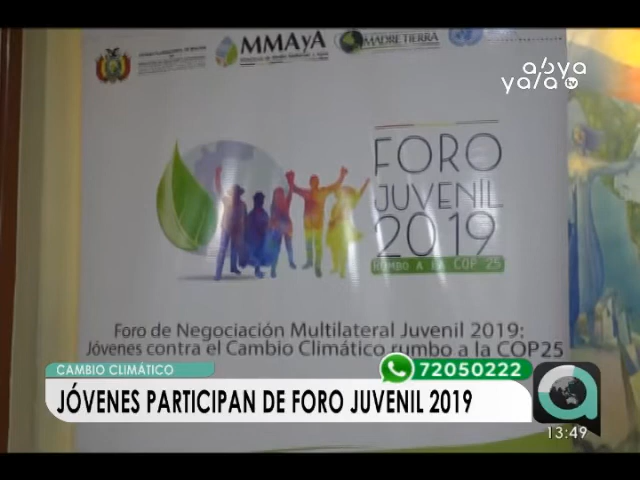 MMAyA
MADRE TIERRA
abya
yala tv
FORO
JUVENIL
2019
RUMBO A LA COP 25
Foro de Negociación Multilateral Juvenil 2019:
Jóvenes contra el Cambio Climático rumbo a la COP25
CAMBIO CLIMÁTICO
72050222
JÓVENES PARTICIPAN DE FORO JUVENIL 2019
13:49